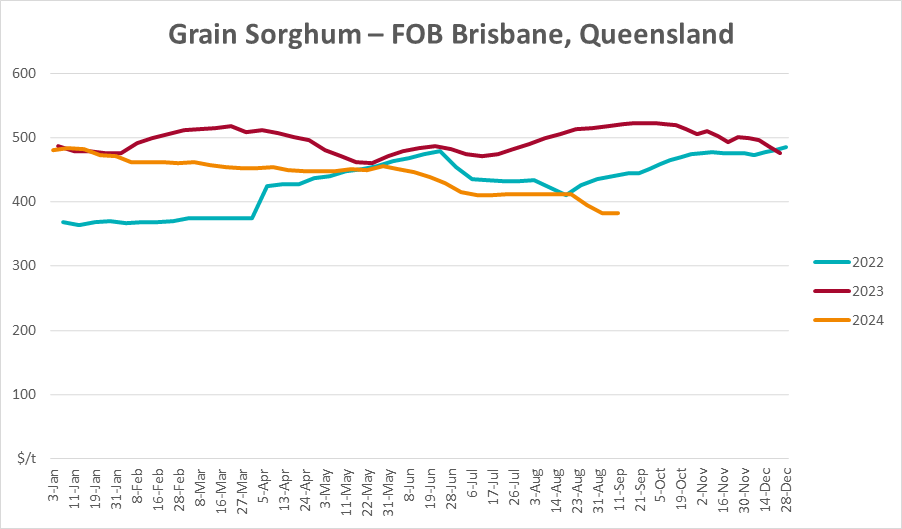 Grain Sorghum – FOB Brisbane, Queensland
600
500
400
300
200
100
$/t
3-Jan
11-Jan
19-Jan
31-Jan
8-Feb
16-Feb
28-Feb
8-Mar
16-Mar
27-Mar
5-Apr
13-Apr
24-Apr
3-May
11-May
22-May
31-May
8-Jun
19-Jun
28-Jun
6-Jul
17-Jul
26-Jul
3-Aug
14-Aug
23-Aug
31-Aug
11-Sep
20-Sep
28-Sep
5-Oct
19-Oct
2-Nov
16-Nov
30-Nov
14-Dec
28-Dec
2022
2023
2024